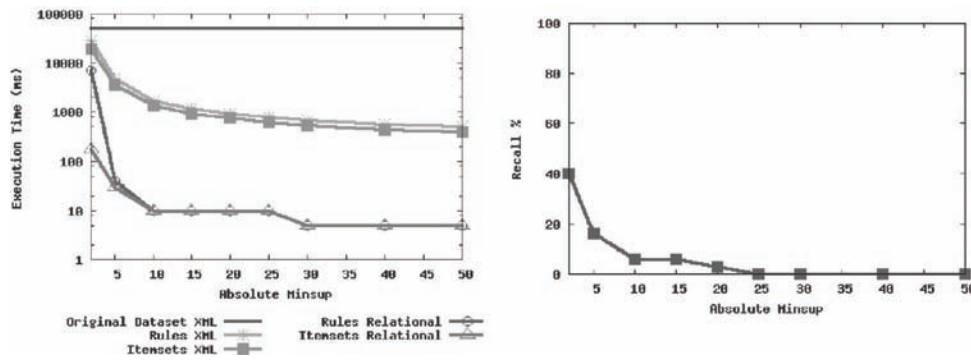 100000
10000
1000
100
10
1
Execution Time (ms)
5 10 15 20 25 30 35 40 45 50
Absolute Minsup
Original Dataset XML
Rules XML
Itemsets XML
Rules Relational
Itemsets Relational
100
80
60
40
20
0
Recall %
5 10 15 20 25 30 35 40 45 50
Absolute Minsup